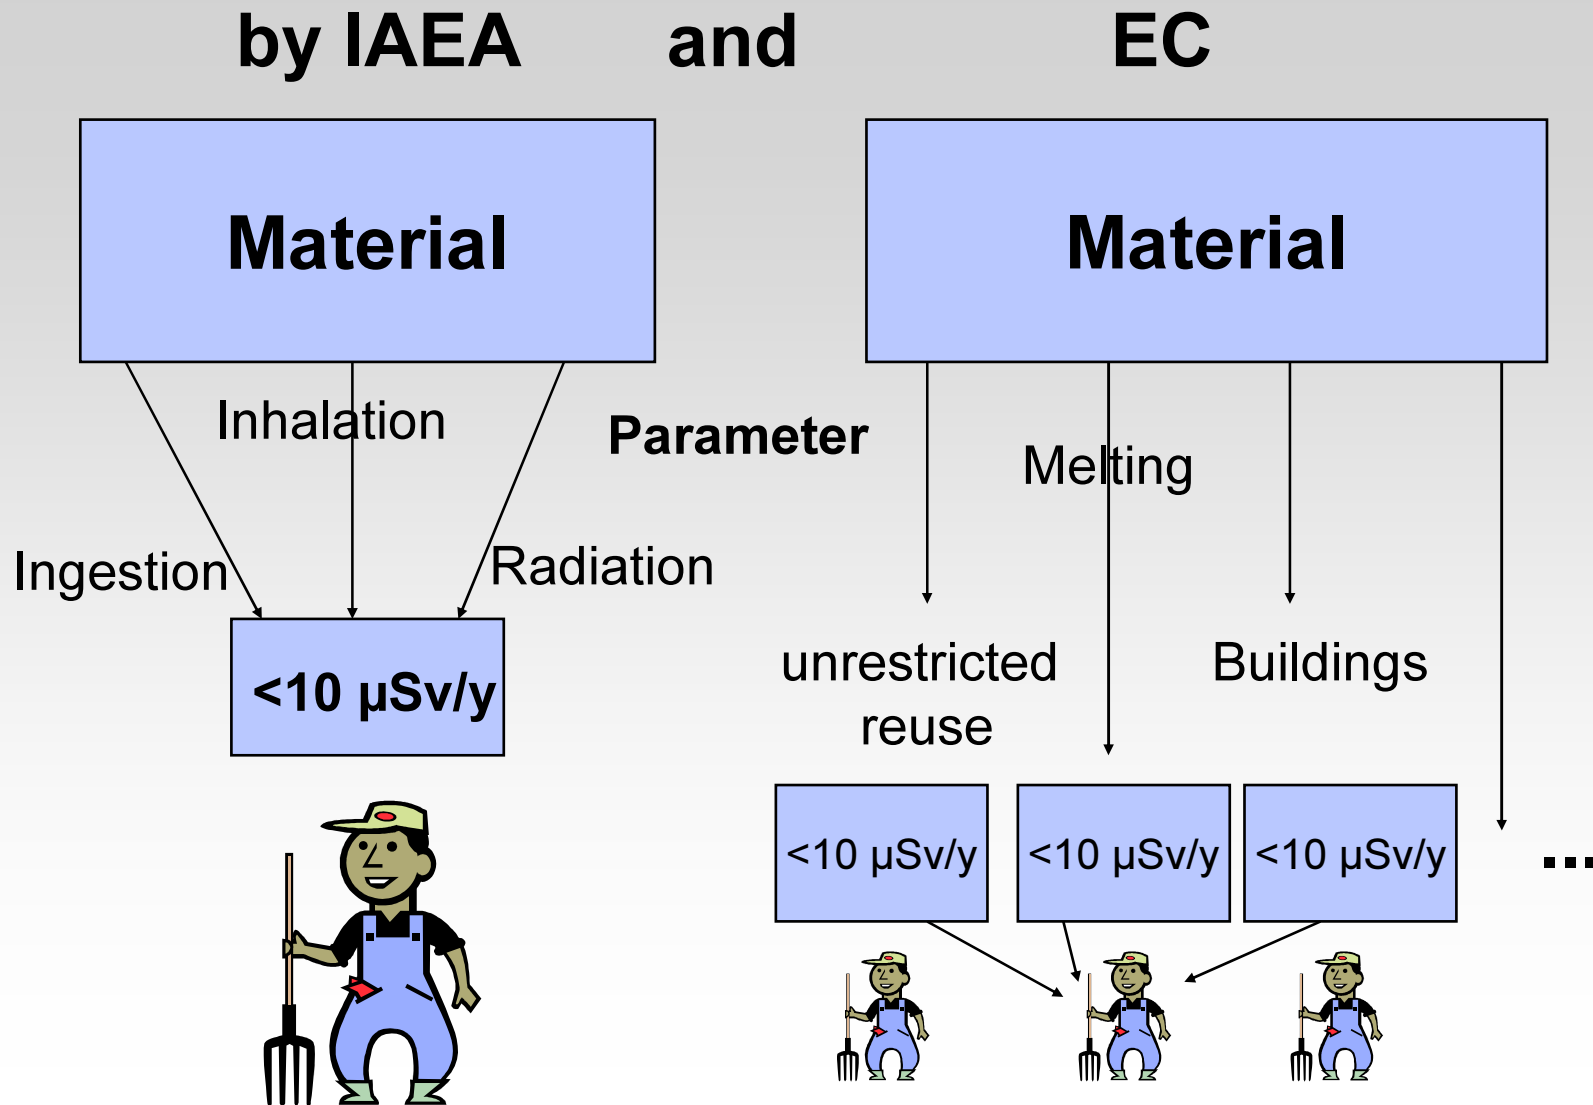 by IAEA and EC
Material
Material
Inhalation
Parameter
Melting
Ingestion
Radiation
unrestricted
reuse
Buildings
<10 µSv/y
<10 µSv/y
<10 µSv/y
<10 µSv/y
...